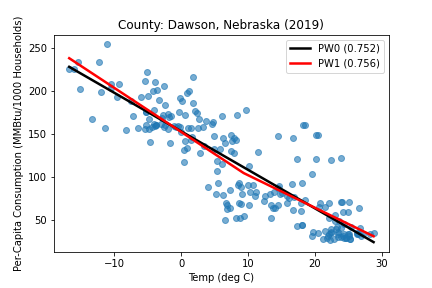 County: Dawson, Nebraska (2019)
PW0 (0.752)
PW1 (0.756)
Per-Capita Consumption (MMBtu/1000 Households)
250
200
150
100
50
−10 0 10 20 30
Temp (deg C)